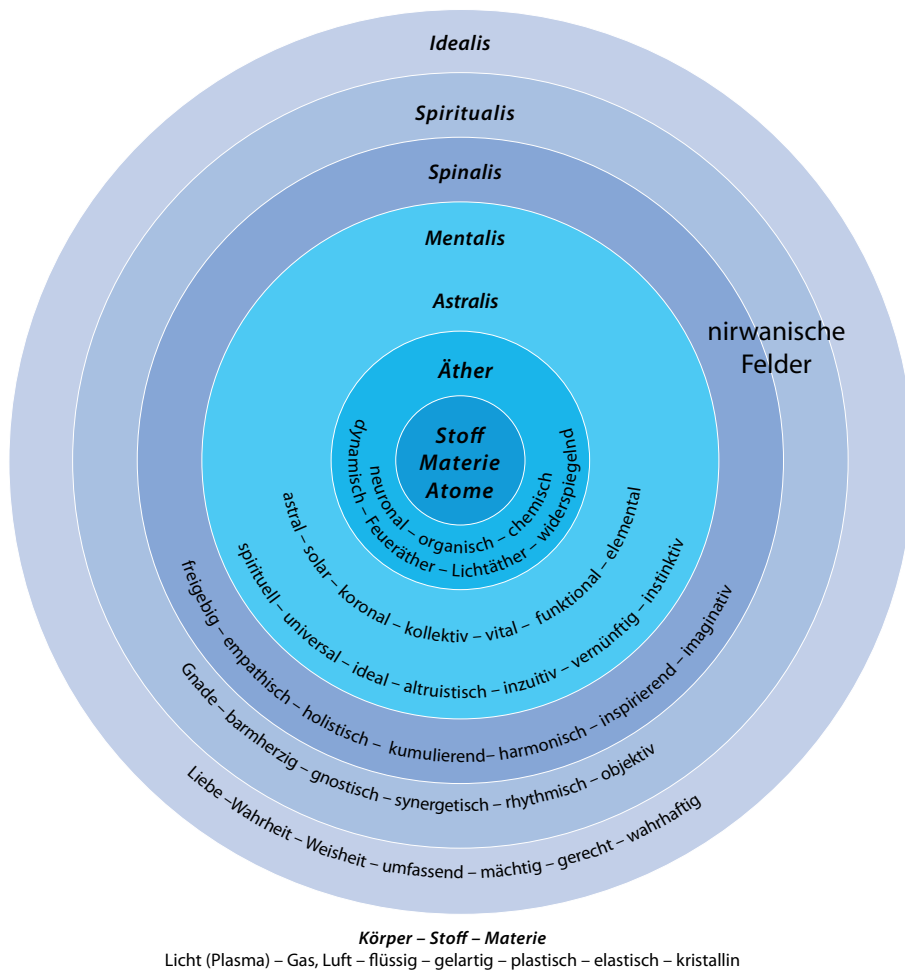 Idealis
Spiritualis
Spinalis
Mentalis
Astralis
nirwanische
Felder
Äther
Stoff
Materie
Atome
neuronal – organisch – chemisch
dynamisch – Feueräther – Lichtäther – widerspiegelnd
astral – solar – koronal – kollektiv – vital – funktional – elemental
spirituell – universal – ideal – altruistisch – inzuitiv – vernünftig – instinktiv
freigebig – empathisch – holistisch – kumulierend– harmonisch – inspirierend – imaginativ
Gnade – barmherzig – gnostisch – synergetisch – rhythmisch – objektiv
Liebe –Wahrheit – Weisheit – umfassend – mächtig – gerecht – wahrhaftig
Körper – Stoff – Materie
Licht (Plasma) – Gas, Luft – flüssig – gelartig – plastisch – elastisch – kristallin